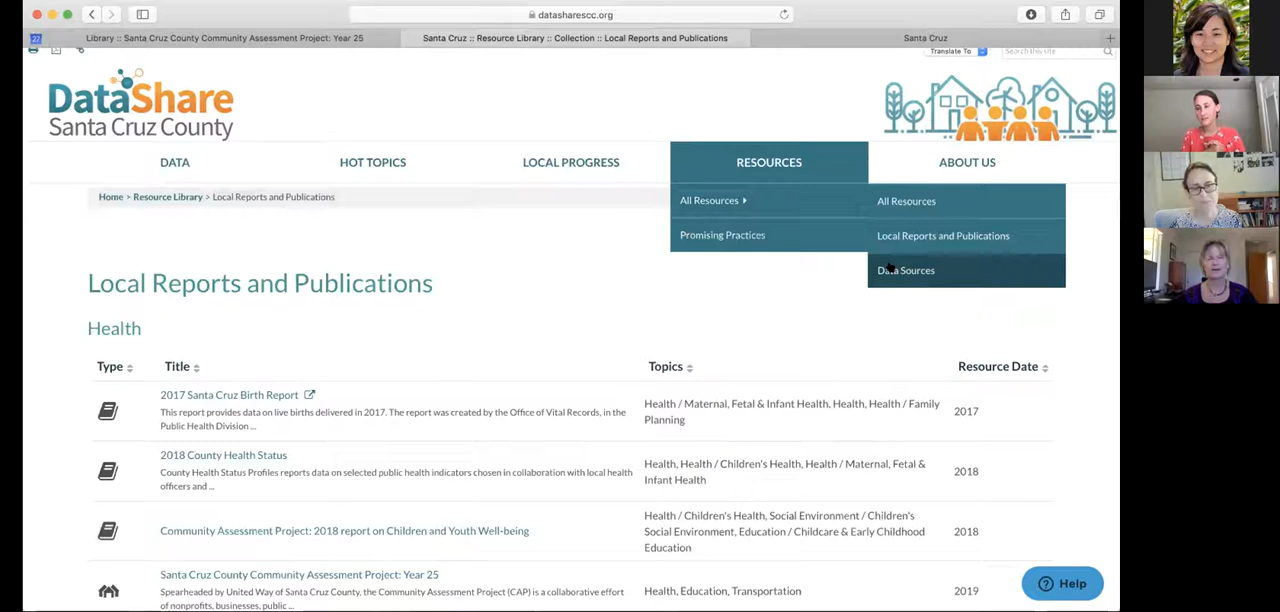 datasharescc.org
27
Library :: Santa Cruz County Community Assessment Project: Year 25
Santa Cruz :: Resource Library :: Collection :: Local Reports and Publications
Santa Cruz
Translate To
Search this site
DataShare
Santa Cruz County
DATA
HOT TOPICS
LOCAL PROGRESS
RESOURCES
ABOUT US
Home > Resource Library > Local Reports and Publications
All Resources
Promising Practices
All Resources
Local Reports and Publications
Data Sources
Local Reports and Publications
Health
Type Title Topics Resource Date
2017 Santa Cruz Birth Report
This report provides data on live births delivered in 2017. The report was created by the Office of Vital Records, in the
Public Health Division ...
Health / Maternal, Fetal & Infant Health, Health, Health / Family
Planning
2017
2018 County Health Status
County Health Status Profiles reports data on selected public health indicators chosen in collaboration with local health
officers and ...
Health, Health / Children's Health, Health / Maternal, Fetal &
Infant Health
2018
Community Assessment Project: 2018 report on Children and Youth Well-being
Health / Children's Health, Social Environment / Children's
Social Environment, Education / Childcare & Early Childhood
Education
2018
Santa Cruz County Community Assessment Project: Year 25
Spearheaded by United Way of Santa Cruz County, the Community Assessment Project (CAP) is a collaborative effort
of nonprofits, businesses, public ...
Health, Education, Transportation
2019
Help